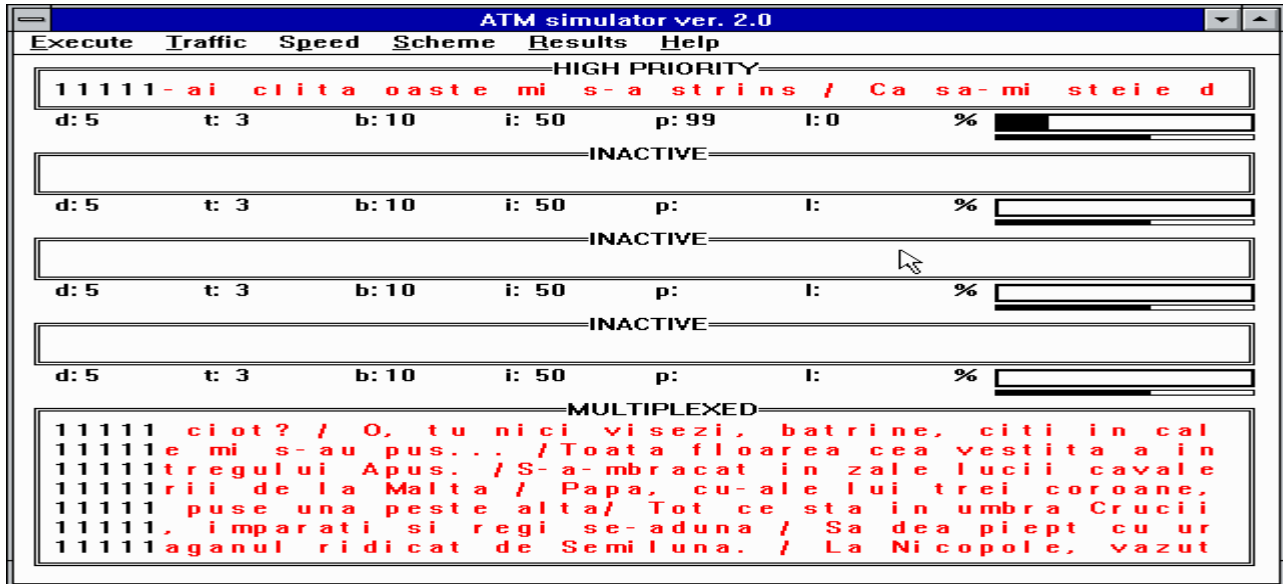 ATM simulator ver. 2.0
Execute Traffic Speed Scheme Results Help
HIGH PRIORITY
11111-ai clita oaste mi s-a strins / Ca sa-mi steie d
d: 5 t: 3 b: 10 i: 50 p: 99 l: 0 %
INACTIVE
d: 5 t: 3 b: 10 i: 50 p: l: %
INACTIVE
d: 5 t: 3 b: 10 i: 50 p: l: %
INACTIVE
d: 5 t: 3 b: 10 i: 50 p: l: %
MULTIPLEXED
11111 ciot? / O, tu nici visezi, batrine, citi in cal
11111e mi s-au pus... /Toata floarea cea vestita a in
11111tregului Apus. /S-a-mbracat in zale lucii cavale
11111rii de la Malta / Papa, cu-ale lui trei coroane,
11111 puse una peste alta/ Tot ce sta in umbra Crucii
11111, imparati si regi se-aduna / Sa dea piept cu ur
11111aganul ridicat de Semiluna. / La Nicopole, vazut